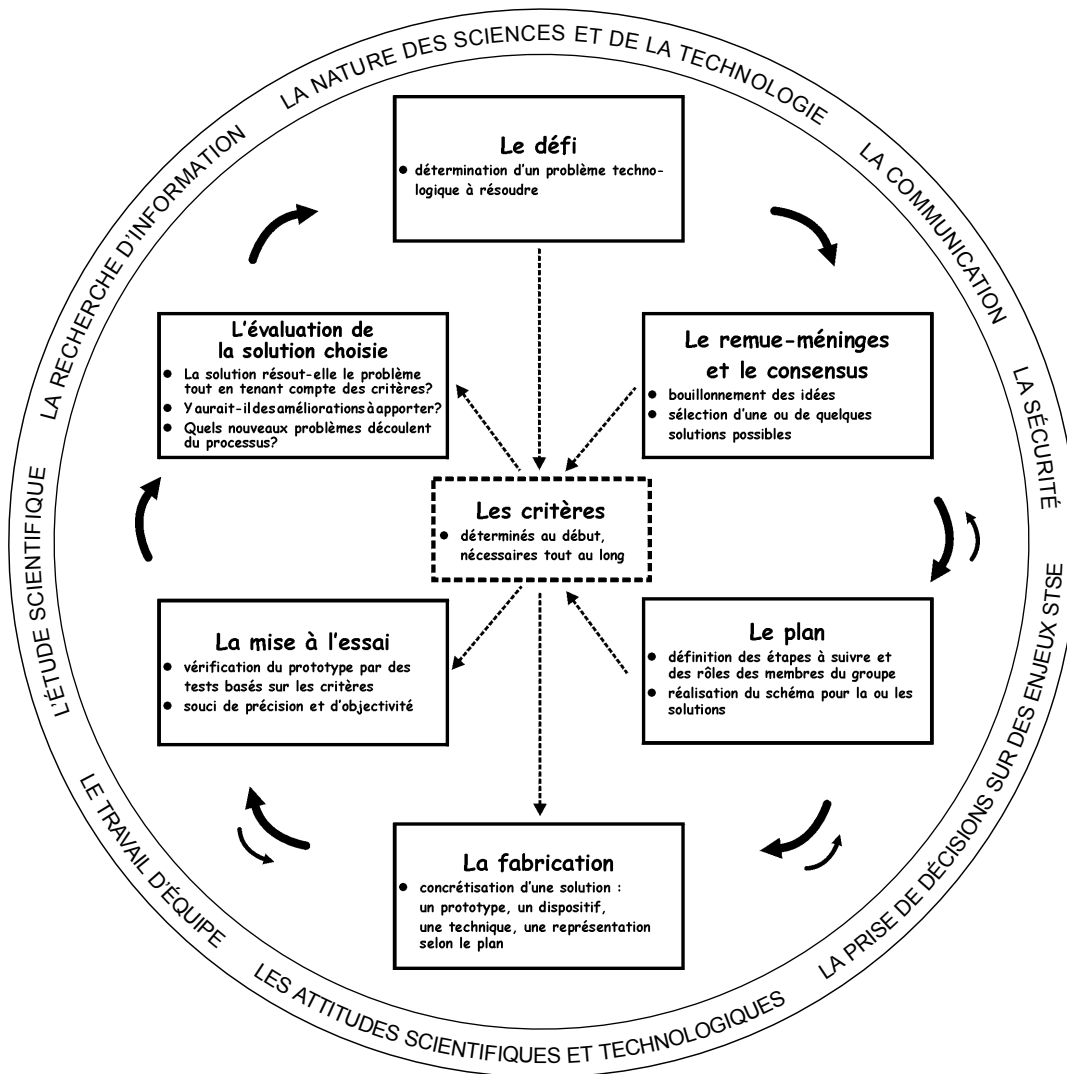 LA NATURE DES SCIENCES ET DE LA TECHNOLOGIE
LA COMMUNICATION
LA SÉCURITÉ
LA PRISE DE DÉCISIONS SUR DES ENJEUX STSE
LES ATTITUDES SCIENTIFIQUES ET TECHNOLOGIQUES
LE TRAVAIL D'ÉQUIPE
L'ÉTUDE SCIENTIFIQUE
LA RECHERCHE D'INFORMATION
Le défi
• détermination d'un problème techno-
logique à résoudre
Le remue-méninges
et le consensus
• bouillonnement des idées
• sélection d'une ou de quelques
solutions possibles
Le plan
• définition des étapes à suivre et
des rôles des membres du groupe
• réalisation du schéma pour la ou les
solutions
La fabrication
• concrétisation d'une solution :
un prototype, un dispositif,
une technique, une représentation
selon le plan
La mise à l'essai
• vérification du prototype par des
tests basés sur les critères
• souci de précision et d'objectivité
L'évaluation de
la solution choisie
• La solution résout-elle le problème
tout en tenant compte des critères?
• Y aurait-il des améliorations à apporter?
• Quels nouveaux problèmes découlent
du processus?
Les critères
• déterminés au début,
nécessaires tout au long